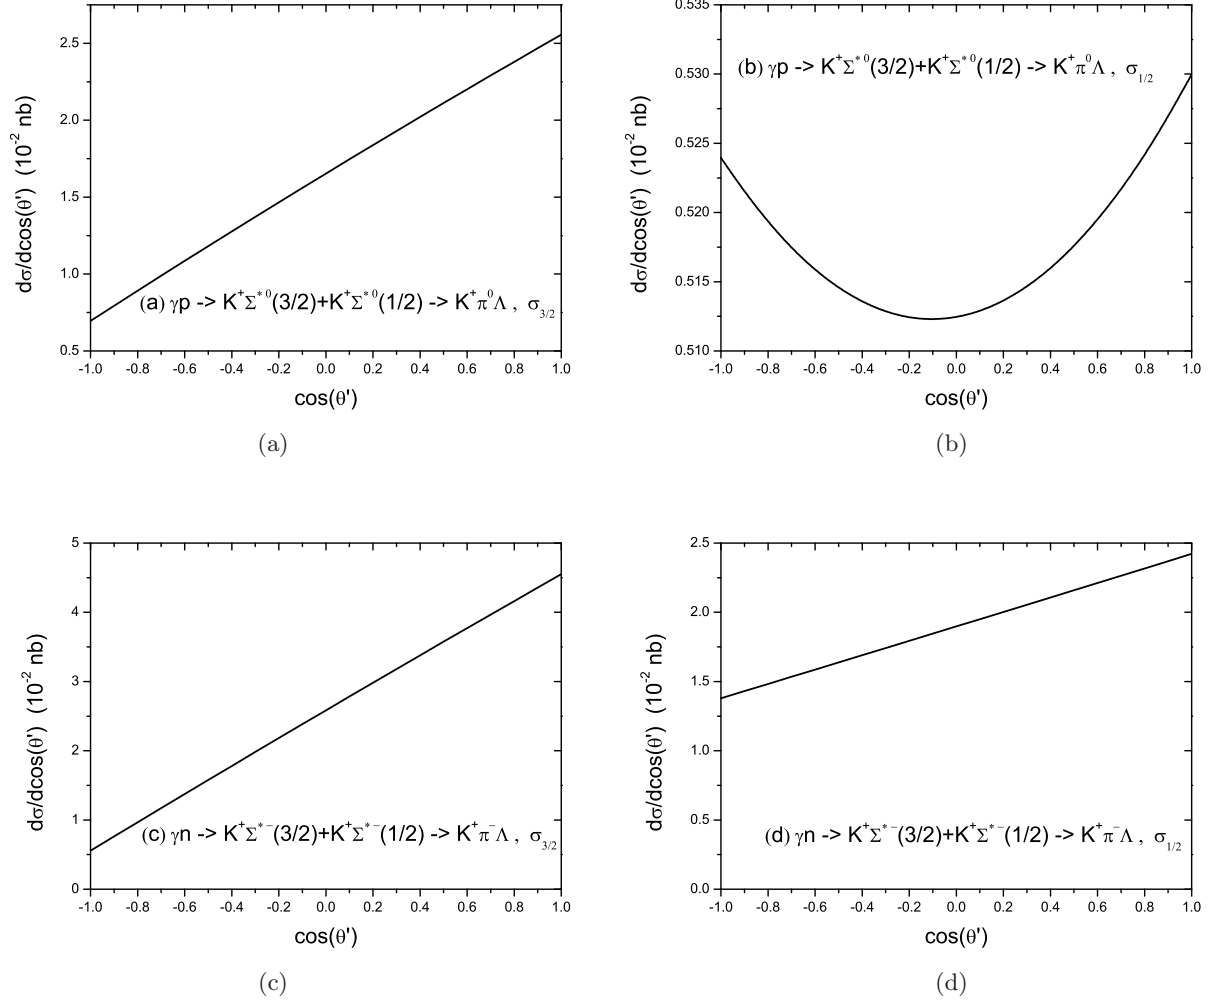 2.5
2.0
1.5
1.0
0.5
dσ/dcos(θ') (10⁻² nb)
(a) γp -> K⁺Σ*⁰(3/2)+K⁺Σ*⁰(1/2) -> K⁺π⁰Λ , σ₃/₂
-1.0 -0.8 -0.6 -0.4 -0.2 0.0 0.2 0.4 0.6 0.8 1.0
cos(θ')
(a)
0.535
0.530
0.525
0.520
0.515
0.510
dσ/dcos(θ') (10⁻² nb)
(b) γp -> K⁺Σ*⁰(3/2)+K⁺Σ*⁰(1/2) -> K⁺π⁰Λ , σ₁/₂
-1.0 -0.8 -0.6 -0.4 -0.2 0.0 0.2 0.4 0.6 0.8 1.0
cos(θ')
(b)
5
4
3
2
1
0
dσ/dcos(θ') (10⁻² nb)
(c) γn -> K⁺Σ*⁻(3/2)+K⁺Σ*⁻(1/2) -> K⁺π⁻Λ , σ₃/₂
-1.0 -0.8 -0.6 -0.4 -0.2 0.0 0.2 0.4 0.6 0.8 1.0
cos(θ')
(c)
2.5
2.0
1.5
1.0
0.5
0.0
dσ/dcos(θ') (10⁻² nb)
(d) γn -> K⁺Σ*⁻(3/2)+K⁺Σ*⁻(1/2) -> K⁺π⁻Λ , σ₁/₂
-1.0 -0.8 -0.6 -0.4 -0.2 0.0 0.2 0.4 0.6 0.8 1.0
cos(θ')
(d)